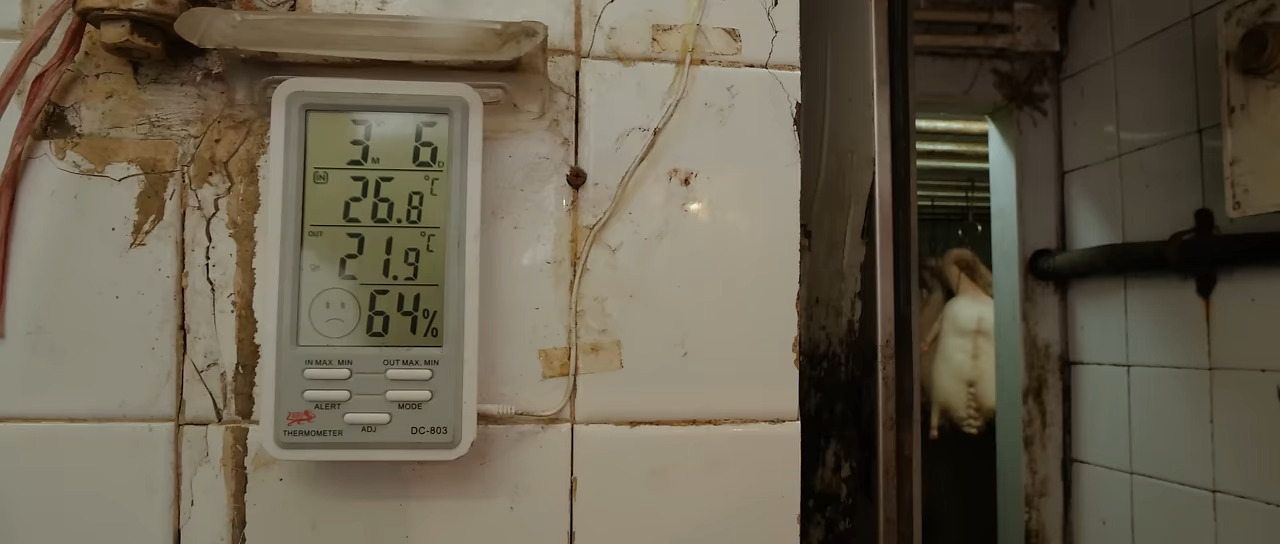 3 M 6 D
IN
26.8 °C
OUT
21.9 °C
64%
IN MAX. MIN OUT MAX. MIN
ALERT MODE
ADJ
THERMOMETER DC-803